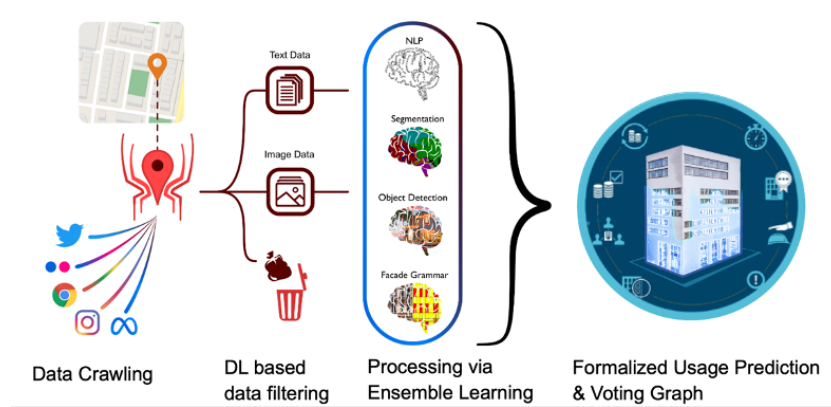 Text Data
Image Data
NLP
Segmentation
Object Detection
Facade Grammar
Data Crawling
DL based
data filtering
Processing via
Ensemble Learning
Formalized Usage Prediction
& Voting Graph